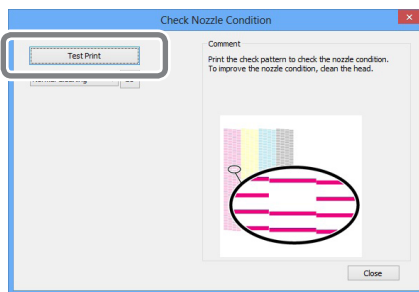 Check Nozzle Condition
Test Print
Comment
Print the check pattern to check the nozzle condition.
To improve the nozzle condition, clean the head.
Close